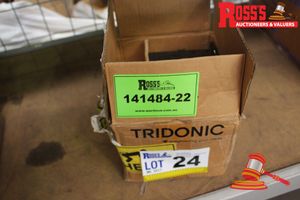 ROSS'S
AUCTIONEERS & VALUERS
ROSS'S
141484-22
TRIDONIC
LOT 24